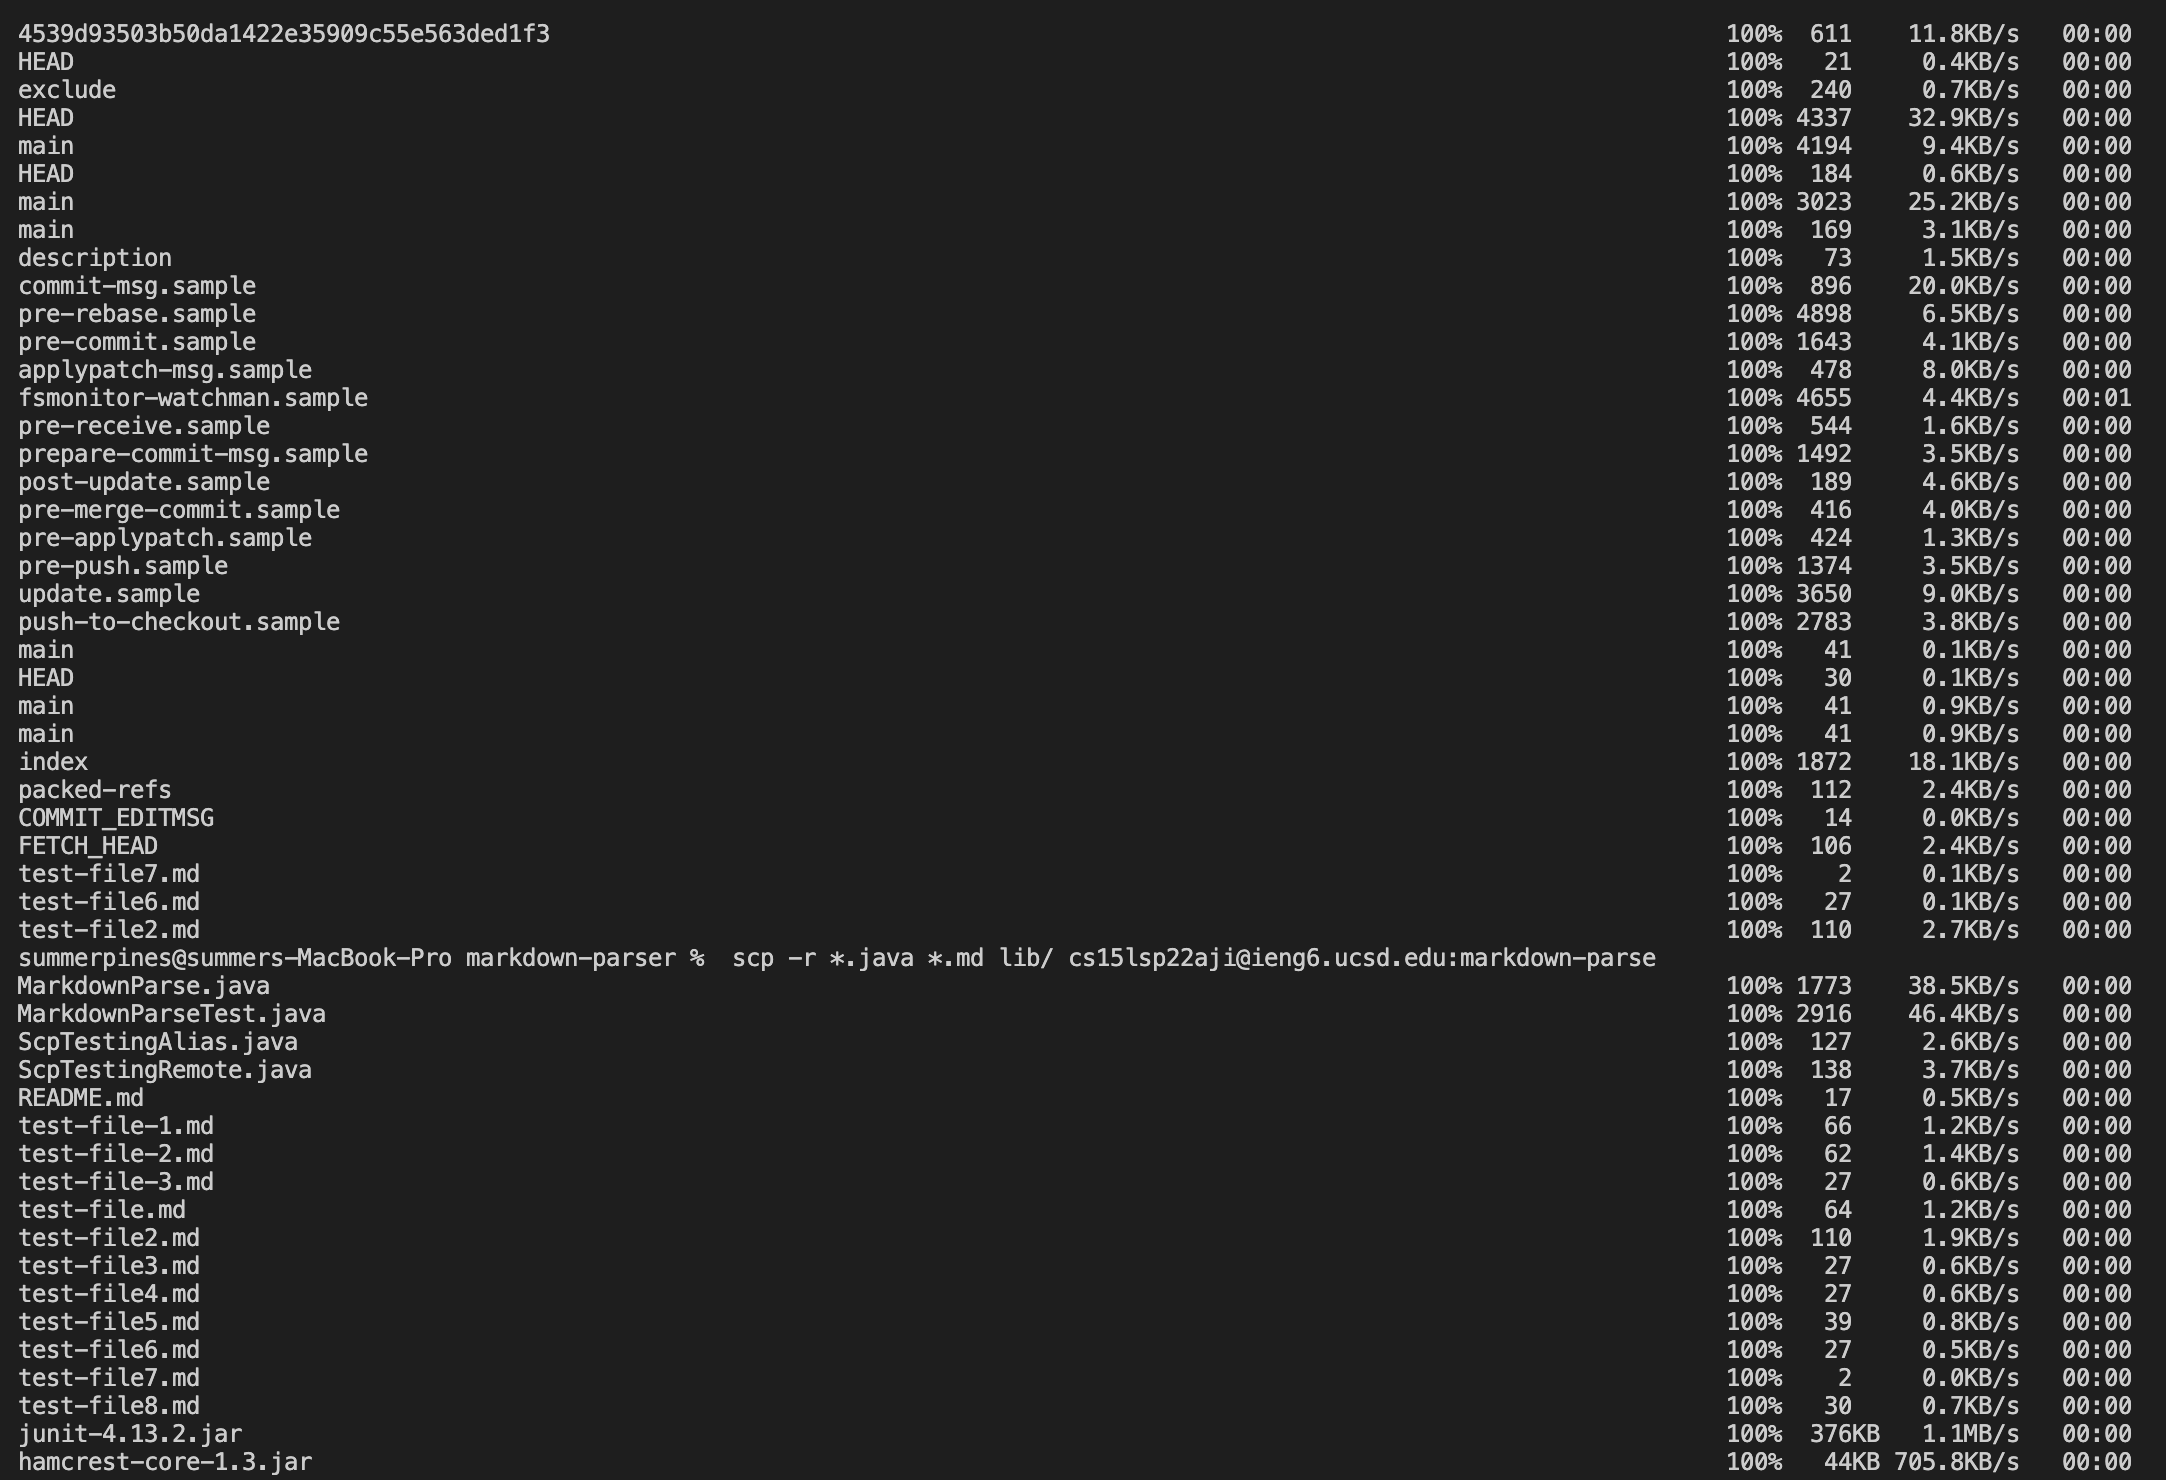 4539d93503b50da1422e35909c55e563ded1f3 100% 611 11.8KB/s 00:00
HEAD 100% 21 0.4KB/s 00:00
exclude 100% 240 0.7KB/s 00:00
HEAD 100% 4337 32.9KB/s 00:00
main 100% 4194 9.4KB/s 00:00
HEAD 100% 184 0.6KB/s 00:00
main 100% 3023 25.2KB/s 00:00
main 100% 169 3.1KB/s 00:00
description 100% 73 1.5KB/s 00:00
commit-msg.sample 100% 896 20.0KB/s 00:00
pre-rebase.sample 100% 4898 6.5KB/s 00:00
pre-commit.sample 100% 1643 4.1KB/s 00:00
applypatch-msg.sample 100% 478 8.0KB/s 00:00
fsmonitor-watchman.sample 100% 4655 4.4KB/s 00:01
pre-receive.sample 100% 544 1.6KB/s 00:00
prepare-commit-msg.sample 100% 1492 3.5KB/s 00:00
post-update.sample 100% 189 4.6KB/s 00:00
pre-merge-commit.sample 100% 416 4.0KB/s 00:00
pre-applypatch.sample 100% 424 1.3KB/s 00:00
pre-push.sample 100% 1374 3.5KB/s 00:00
update.sample 100% 3650 9.0KB/s 00:00
push-to-checkout.sample 100% 2783 3.8KB/s 00:00
main 100% 41 0.1KB/s 00:00
HEAD 100% 30 0.1KB/s 00:00
main 100% 41 0.9KB/s 00:00
main 100% 41 0.9KB/s 00:00
index 100% 1872 18.1KB/s 00:00
packed-refs 100% 112 2.4KB/s 00:00
COMMIT_EDITMSG 100% 14 0.0KB/s 00:00
FETCH_HEAD 100% 106 2.4KB/s 00:00
test-file7.md 100% 2 0.1KB/s 00:00
test-file6.md 100% 27 0.1KB/s 00:00
test-file2.md 100% 110 2.7KB/s 00:00
summerpines@summers-MacBook-Pro markdown-parser %  scp -r *.java *.md lib/ cs15lsp22aji@ieng6.ucsd.edu:markdown-parse
MarkdownParse.java 100% 1773 38.5KB/s 00:00
MarkdownParseTest.java 100% 2916 46.4KB/s 00:00
ScpTestingAlias.java 100% 127 2.6KB/s 00:00
ScpTestingRemote.java 100% 138 3.7KB/s 00:00
README.md 100% 17 0.5KB/s 00:00
test-file-1.md 100% 66 1.2KB/s 00:00
test-file-2.md 100% 62 1.4KB/s 00:00
test-file-3.md 100% 27 0.6KB/s 00:00
test-file.md 100% 64 1.2KB/s 00:00
test-file2.md 100% 110 1.9KB/s 00:00
test-file3.md 100% 27 0.6KB/s 00:00
test-file4.md 100% 27 0.6KB/s 00:00
test-file5.md 100% 39 0.8KB/s 00:00
test-file6.md 100% 27 0.5KB/s 00:00
test-file7.md 100% 2 0.0KB/s 00:00
test-file8.md 100% 30 0.7KB/s 00:00
junit-4.13.2.jar 100% 376KB 1.1MB/s 00:00
hamcrest-core-1.3.jar 100% 44KB 705.8KB/s 00:00